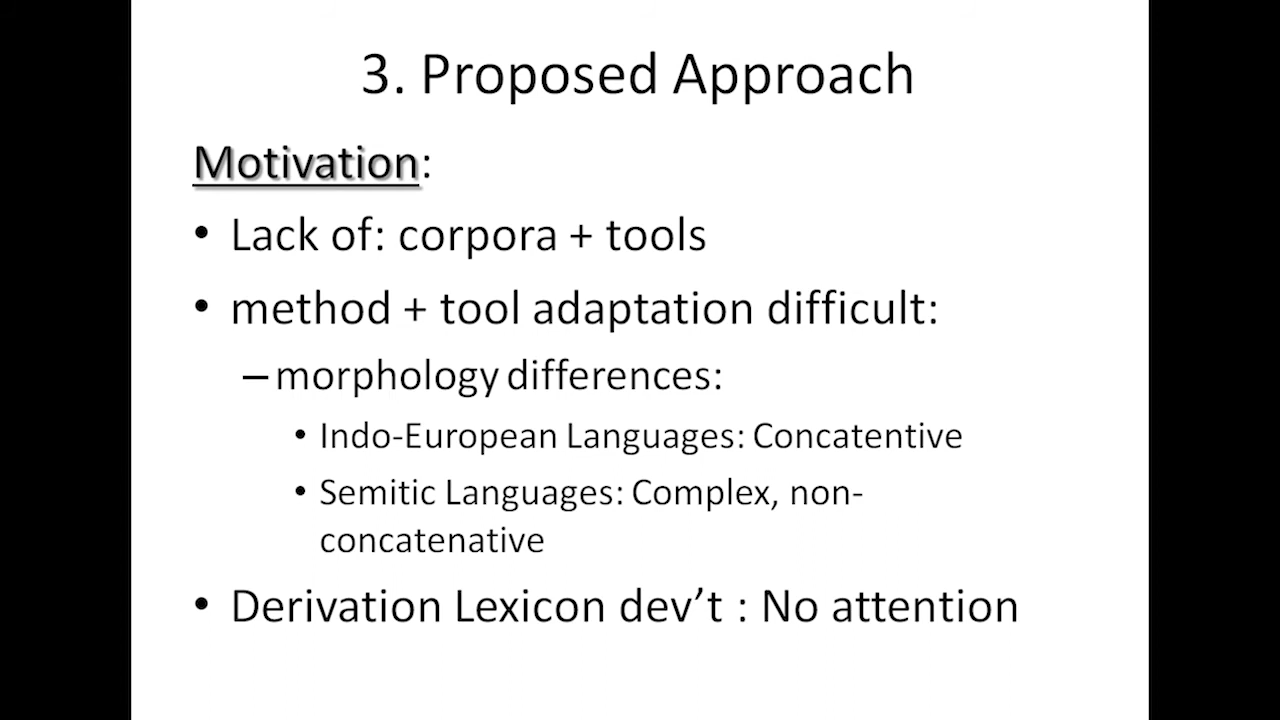 3. Proposed Approach
Motivation:
• Lack of: corpora + tools
• method + tool adaptation difficult:
– morphology differences:
• Indo-European Languages: Concatentive
• Semitic Languages: Complex, non-
concatenative
• Derivation Lexicon dev’t : No attention